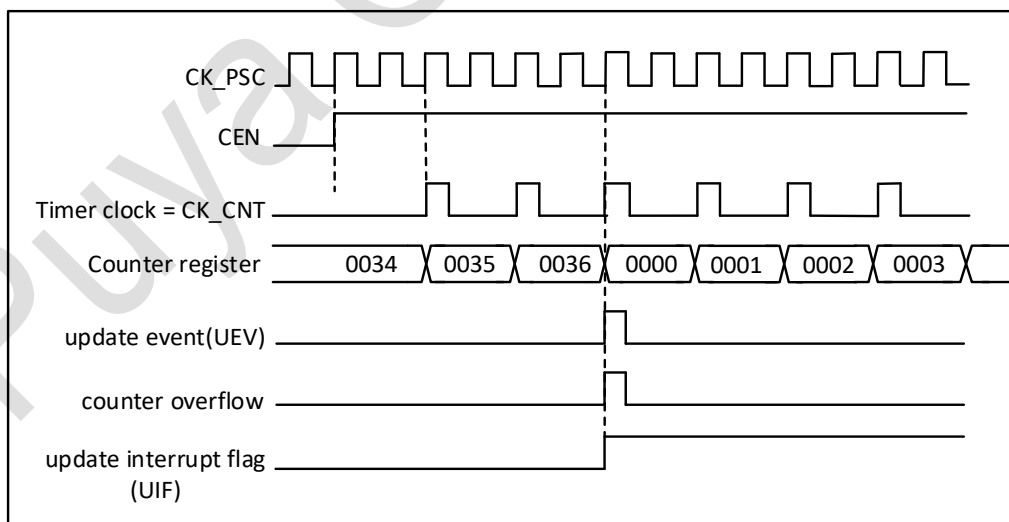 CK_PSC
CEN
Timer clock = CK_CNT
Counter register 0034 0035 0036 0000 0001 0002 0003
update event(UEV)
counter overflow
update interrupt flag
(UIF)
Puya